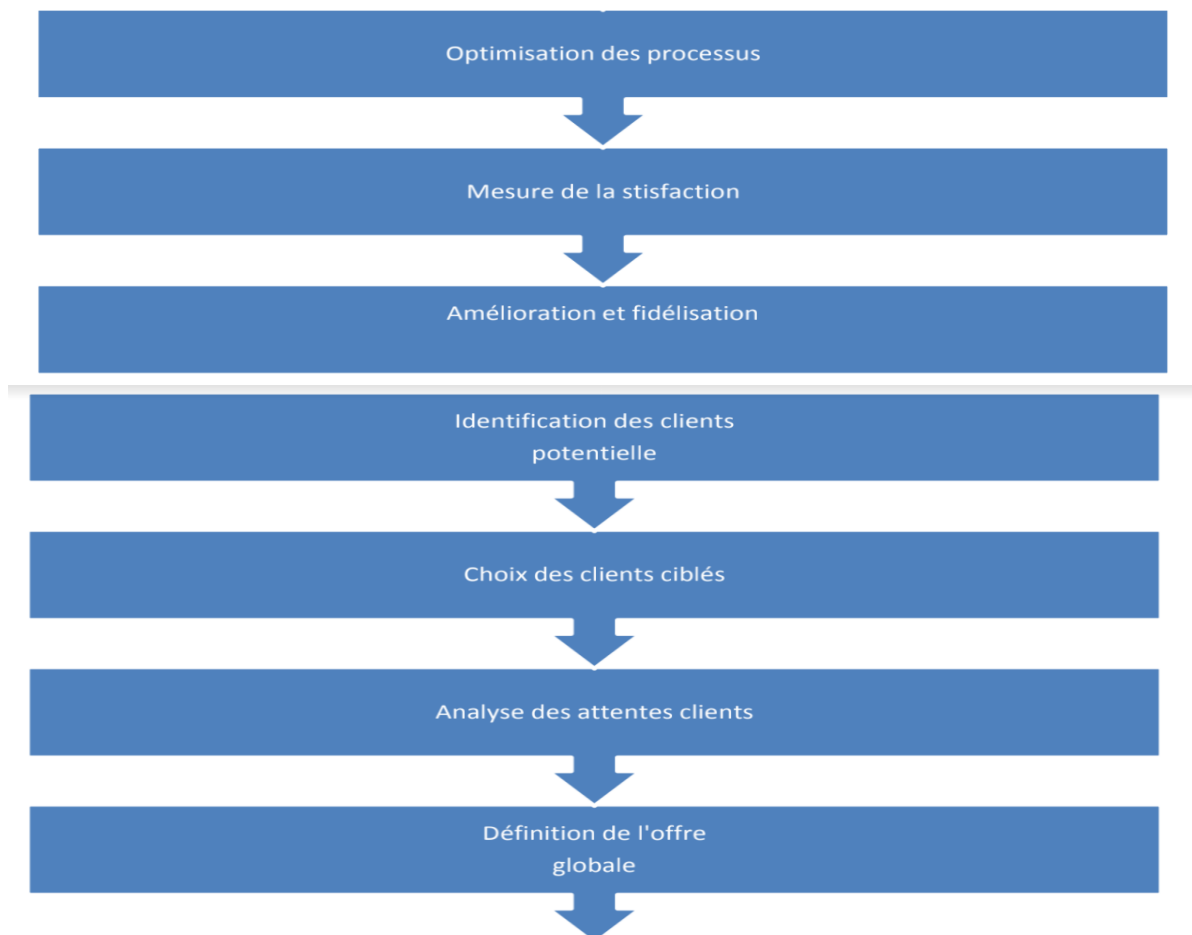 Optimisation des processus
Mesure de la stisfaction
Amélioration et fidélisation
Identification des clients
potentielle
Choix des clients ciblés
Analyse des attentes clients
Définition de l'offre
globale